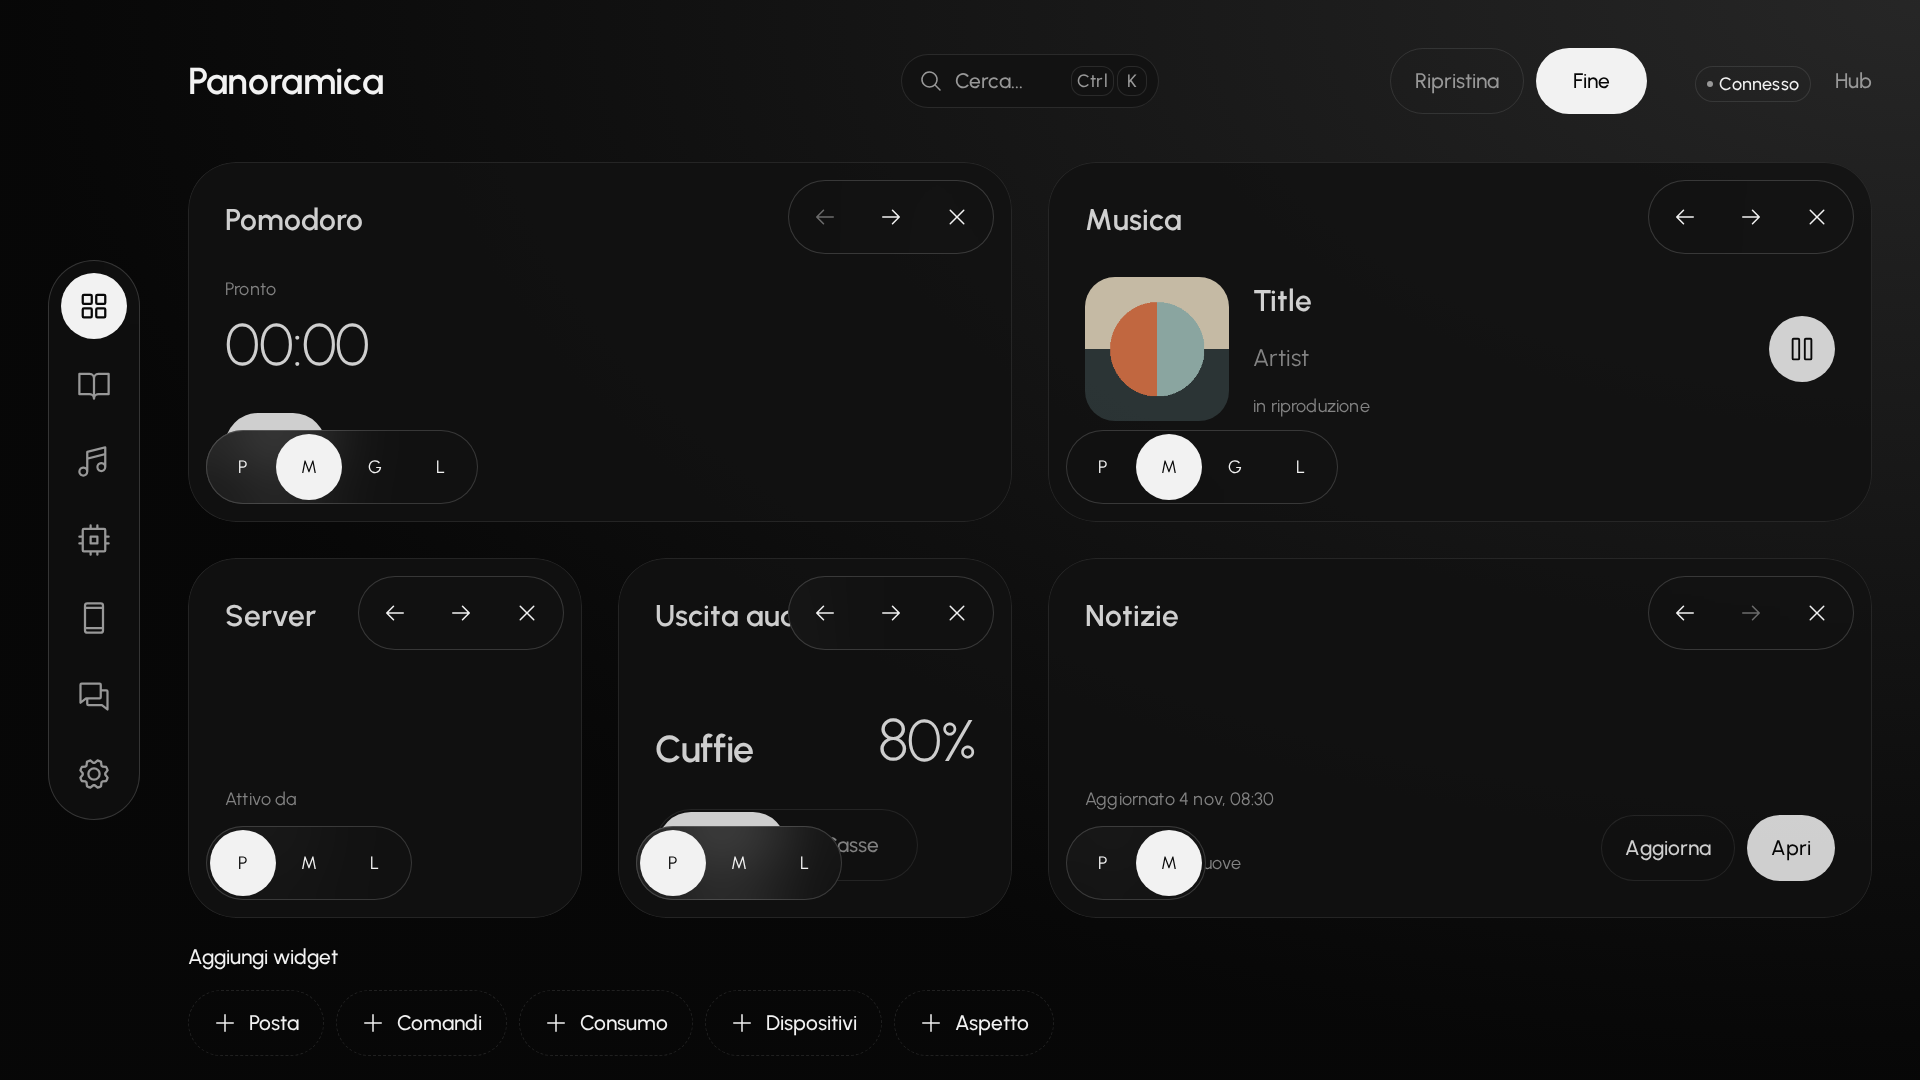 Panoramica
Cerca...
Ctrl K
Ripristina
Fine
Connesso
Hub
Pomodoro
Pronto
00:00
P M G L
Musica
Title
Artist
in riproduzione
P M G L
Server
Attivo da
P M L
Uscita
Cuffie
80%
P M L
Notizie
Aggiornato 4 nov, 08:30
P M
Aggiorna
Apri
Aggiungi widget
Posta
Comandi
Consumo
Dispositivi
Aspetto